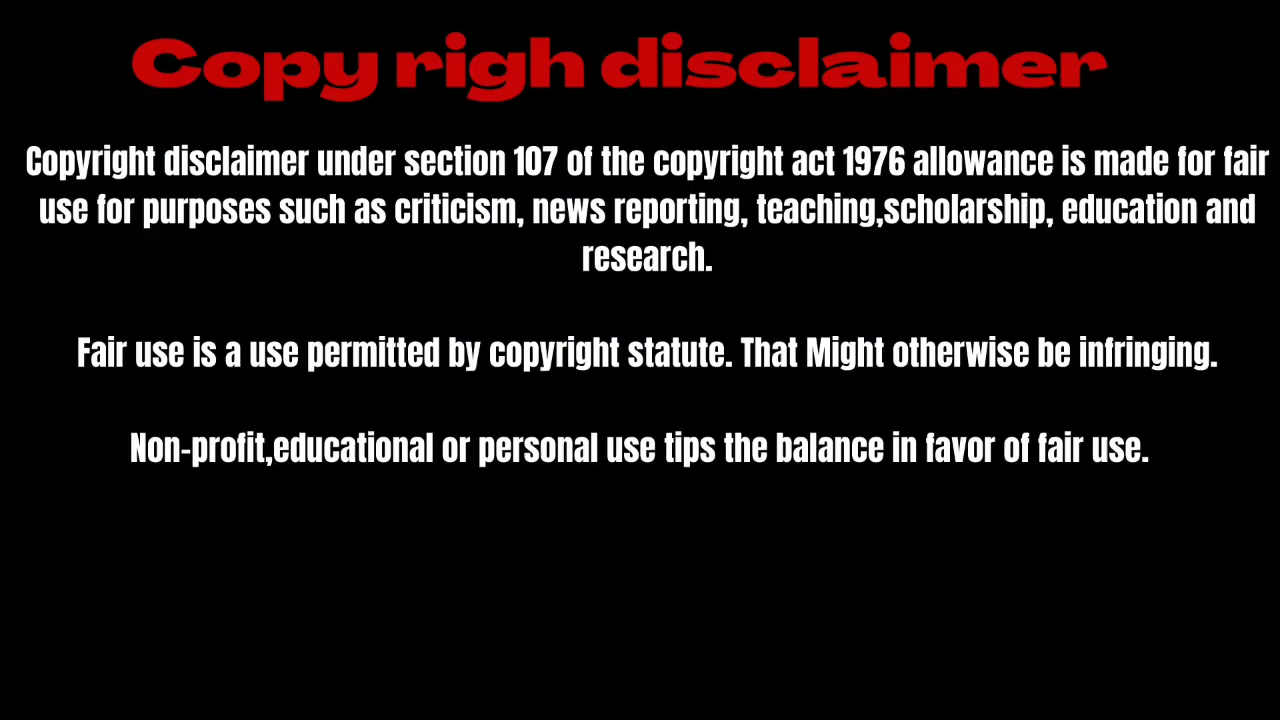 Copy righ disclaimer
Copyright disclaimer under section 107 of the copyright act 1976 allowance is made for fair
use for purposes such as criticism, news reporting, teaching,scholarship, education and
research.
Fair use is a use permitted by copyright statute. That Might otherwise be infringing.
Non-profit,educational or personal use tips the balance in favor of fair use.